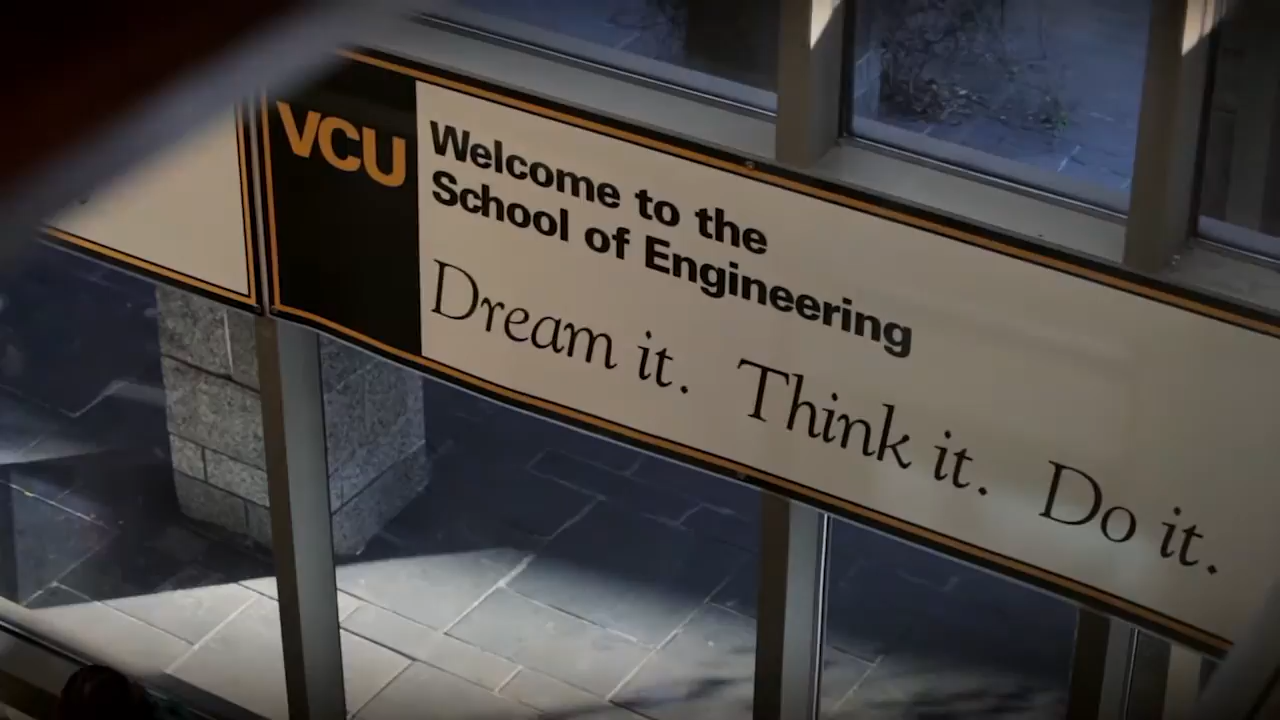 VCU
Welcome to the
School of Engineering
Dream it. Think it. Do it.